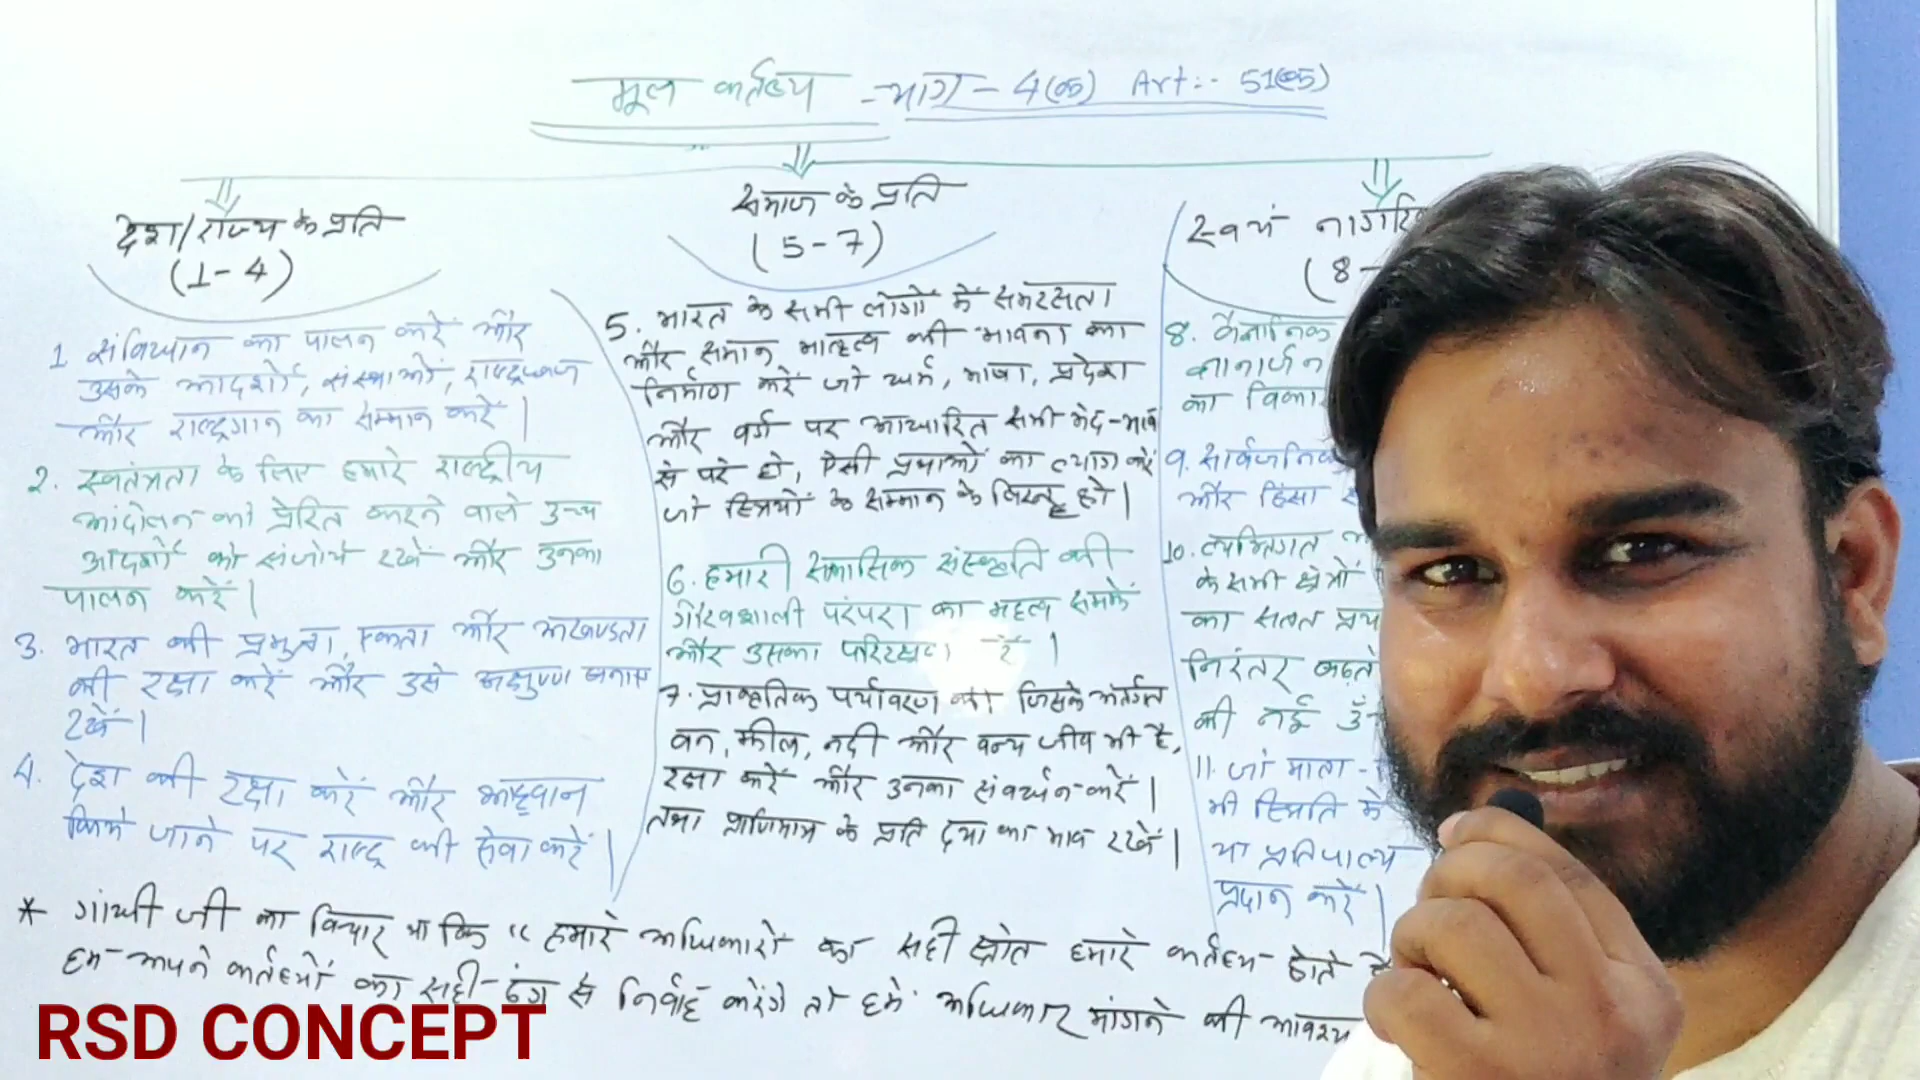 मूल कर्तव्य - भाग - 4(क) Art:- 51(क)
देश/राज्य के प्रति
(1-4)
1 संविधान का पालन करें और
उसके आदर्शों, संस्थाओं, राष्ट्रध्वज
और राष्ट्रगान का सम्मान करें।
2. स्वतंत्रता के लिए हमारे राष्ट्रीय
आंदोलन को प्रेरित करने वाले उच्च
आदर्शों को संजोये रखें और उनका
पालन करें।
3. भारत की प्रभुता, एकता और अखण्डता
की रक्षा करें और उसे अक्षुण्ण बनाए
रखें।
4. देश की रक्षा करें और आह्वान
किये जाने पर राष्ट्र की सेवा करें।
समाज के प्रति
(5-7)
5. भारत के सभी लोगों में समरसता
और समान भ्रातृत्व की भावना का
निर्माण करें जो धर्म, भाषा, प्रदेश
और वर्ग पर आधारित सभी भेद-भाव
से परे हो, ऐसी प्रथाओं का त्याग करें
जो स्त्रियों के सम्मान के विरुद्ध हो।
6. हमारी सामासिक संस्कृति की
गौरवशाली परंपरा का महत्व समझें
और उसका परिरक्षण रें।
7. प्राकृतिक पर्यावरण की जिसके अंतर्गत
वन, झील, नदी और वन्य जीव भी है,
रक्षा करें और उनका संवर्धन करें।
तथा प्राणिमात्र के प्रति दया का भाव रखें।
स्वयं नागरि
(8-
8. वैज्ञानिक
ज्ञानार्जन
का विका
9. सार्वजनिक
और हिंसा स
10. व्यक्तिगत
के सभी क्षेत्रों
का सतत प्रय
निरंतर बढ़ते
की नई ऊँ
11. जो माता-
भी स्थिति में
या प्रतिपाल्य
प्रदान करें।
* गांधी जी का विचार था कि "हमारे अधिकारों का सही स्रोत हमारे कर्तव्य होते है
हम अपने कर्तव्यों का सही ढंग से निर्वाह करेंगे तो हमें अधिकार मांगने की आवश्य
RSD CONCEPT